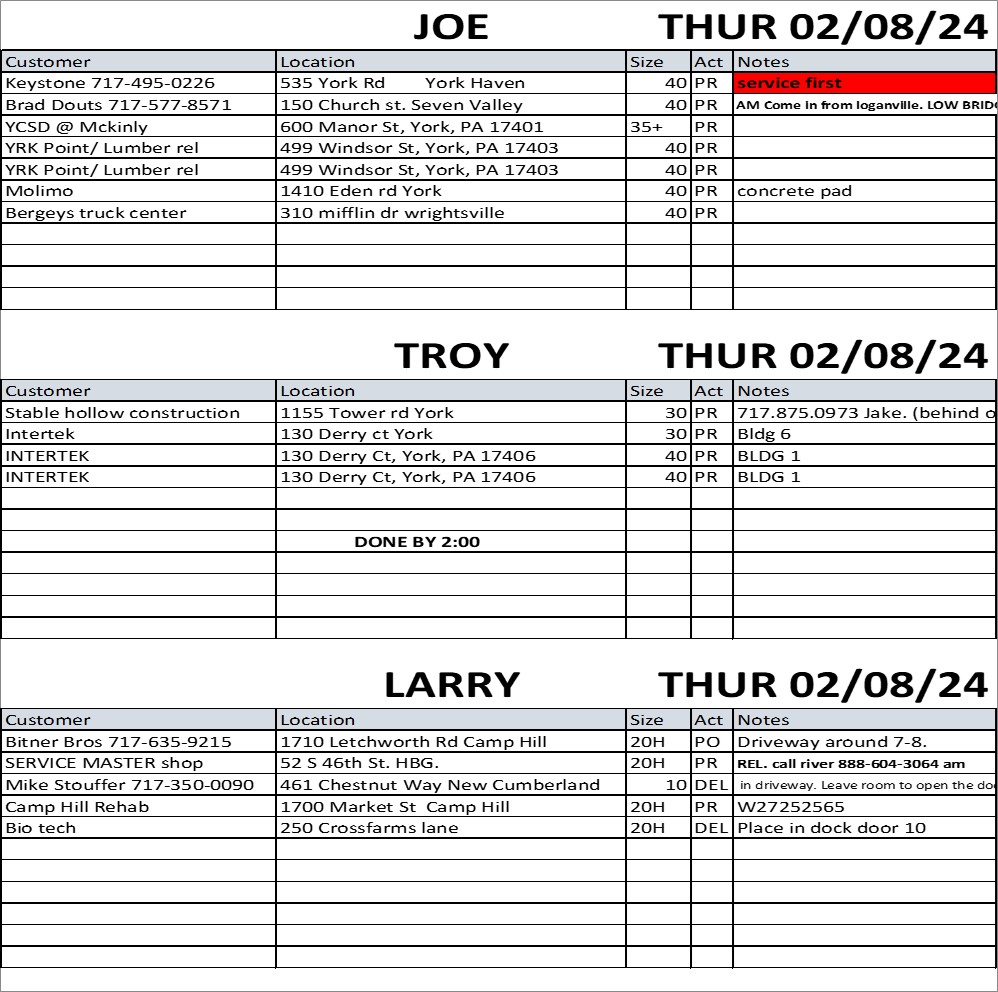 JOE THUR 02/08/24
Customer Location Size Act Notes
Keystone 717-495-0226 535 York Rd York Haven 40 PR service first
Brad Douts 717-577-8571 150 Church st. Seven Valley 40 PR AM Come in from loganville. LOW
YCSD @ Mckinly 600 Manor St, York, PA 17401 35+ PR
YRK Point/ Lumber rel 499 Windsor St, York, PA 17403 40 PR
YRK Point/ Lumber rel 499 Windsor St, York, PA 17403 40 PR
Molimo 1410 Eden rd York 40 PR concrete pad
Bergeys truck center 310 mifflin dr wrightsville 40 PR
TROY THUR 02/08/24
Customer Location Size Act Notes
Stable hollow construction 1155 Tower rd York 30 PR 717.875.0973 Jake. (behind
Intertek 130 Derry ct York 30 PR Bldg 6
INTERTEK 130 Derry Ct, York, PA 17406 40 PR BLDG 1
INTERTEK 130 Derry Ct, York, PA 17406 40 PR BLDG 1
DONE BY 2:00
LARRY THUR 02/08/24
Customer Location Size Act Notes
Bitner Bros 717-635-9215 1710 Letchworth Rd Camp Hill 20H PO Driveway around 7-8.
SERVICE MASTER shop 52 S 46th St. HBG. 20H PR REL. call river 888-604-3064 am
Mike Stouffer 717-350-0090 461 Chestnut Way New Cumberland 10 DEL in driveway. Leave room to open the
Camp Hill Rehab 1700 Market St Camp Hill 20H PR W27252565
Bio tech 250 Crossfarms lane 20H DEL Place in dock door 10